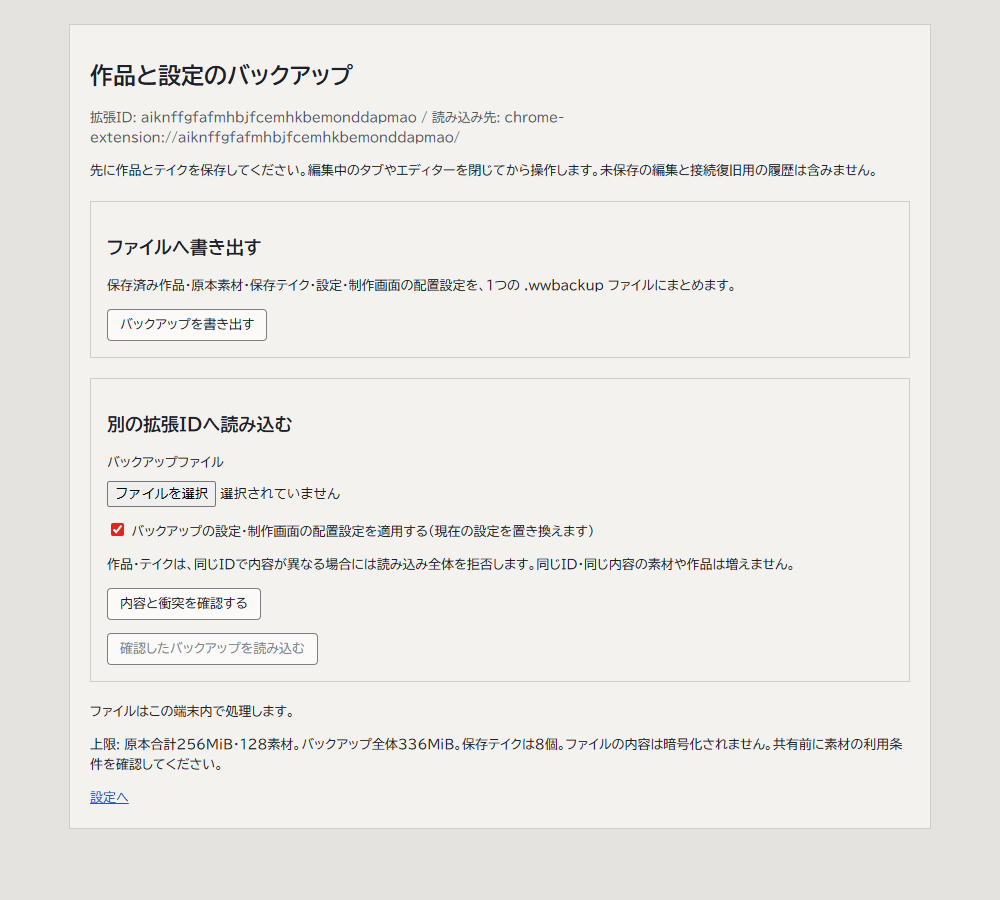 作品と設定のバックアップ
拡張ID: aiknffgfafmhbjfcemhkbemonddapmao / 読み込み先: chrome-
extension://aiknffgfafmhbjfcemhkbemonddapmao/
先に作品とテイクを保存してください。編集中のタブやエディターを閉じてから操作します。未保存の編集と接続復旧用の履歴は含みません。
ファイルへ書き出す
保存済み作品・原本素材・保存テイク・設定・制作画面の配置設定を、1つの .wwbackup ファイルにまとめます。
バックアップを書き出す
別の拡張IDへ読み込む
バックアップファイル
ファイルを選択 選択されていません
バックアップの設定・制作画面の配置設定を適用する（現在の設定を置き換えます）
作品・テイクは、同じIDで内容が異なる場合には読み込み全体を拒否します。同じID・同じ内容の素材や作品は増えません。
内容と衝突を確認する
確認したバックアップを読み込む
ファイルはこの端末内で処理します。
上限: 原本合計256MiB・128素材。バックアップ全体336MiB。保存テイクは8個。ファイルの内容は暗号化されません。共有前に素材の利用条
件を確認してください。
設定へ